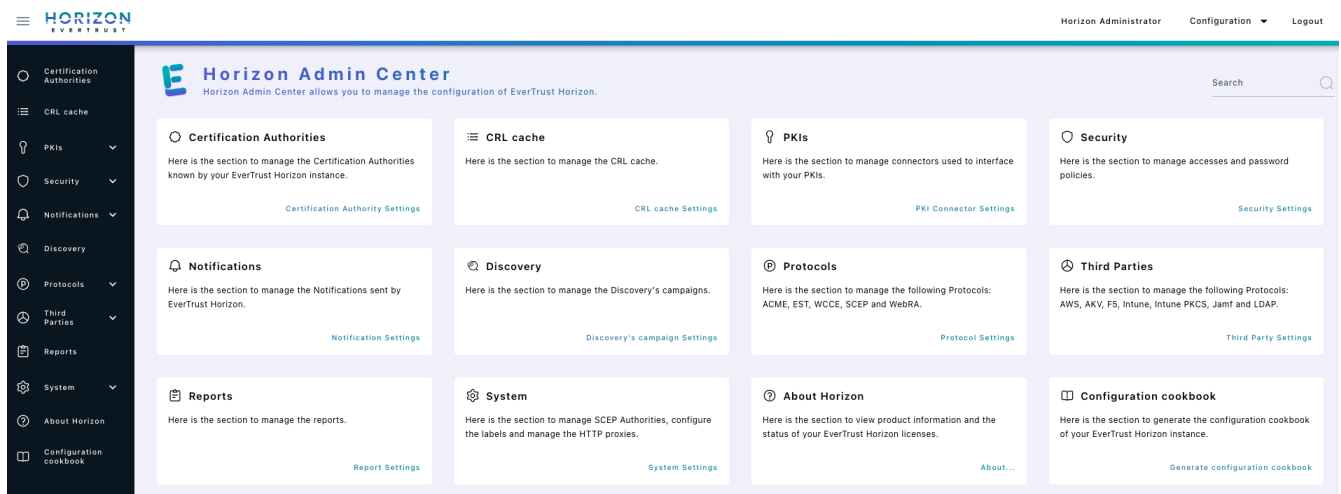 HORIZON
EVERTRUST
Horizon Administrator
Configuration
Logout
Certification
Authorities
CRL cache
PKIs
Security
Notifications
Discovery
Protocols
Third
Parties
Reports
System
About Horizon
Configuration
cookbook
Horizon Admin Center
Horizon Admin Center allows you to manage the configuration of EverTrust Horizon.
Search
Certification Authorities
Here is the section to manage the Certification Authorities
known by your EverTrust Horizon instance.
Certification Authority Settings
CRL cache
Here is the section to manage the CRL cache.
CRL cache Settings
PKIs
Here is the section to manage connectors used to interface
with your PKIs.
PKI Connector Settings
Security
Here is the section to manage accesses and password
policies.
Security Settings
Notifications
Here is the section to manage the Notifications sent by
EverTrust Horizon.
Notification Settings
Discovery
Here is the section to manage the Discovery's campaigns.
Discovery's campaign Settings
Protocols
Here is the section to manage the following Protocols:
ACME, EST, WCCE, SCEP and WebRA.
Protocol Settings
Third Parties
Here is the section to manage the following Protocols:
AWS, AKV, F5, Intune, Intune PKCS, Jamf and LDAP.
Third Party Settings
Reports
Here is the section to manage the reports.
Report Settings
System
Here is the section to manage SCEP Authorities, configure
the labels and manage the HTTP proxies.
System Settings
About Horizon
Here is the section to view product information and the
status of your EverTrust Horizon licenses.
About...
Configuration cookbook
Here is the section to generate the configuration cookbook
of your EverTrust Horizon instance.
Generate configuration cookbook